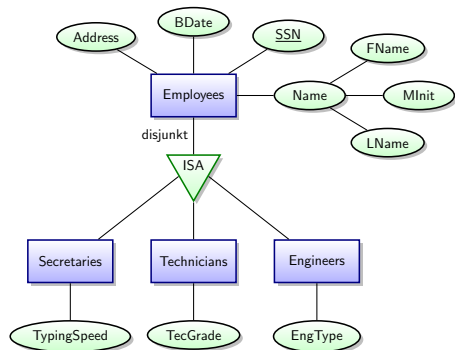 BDate
Address
SSN
FName
Employees
Name
MInit
disjunkt
LName
ISA
Secretaries
Technicians
Engineers
TypingSpeed
TecGrade
EngType